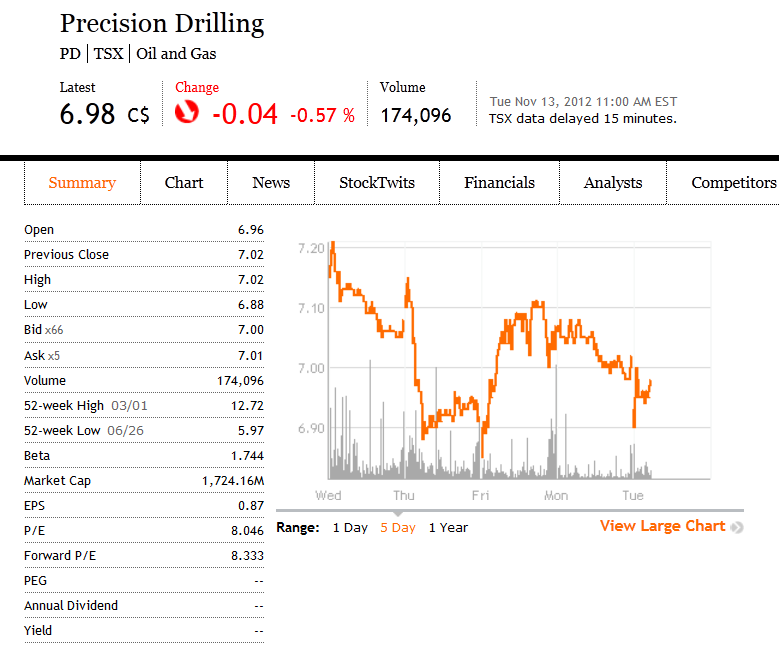 Precision Drilling
PD | TSX | Oil and Gas
Latest
6.98 C$
Change
-0.04 -0.57 %
Volume
174,096
Tue Nov 13, 2012 11:00 AM EST
TSX data delayed 15 minutes.
Summary Chart News StockTwits Financials Analysts Competitors
Open 6.96
Previous Close 7.02
High 7.02
Low 6.88
Bid x66 7.00
Ask x5 7.01
Volume 174,096
52-week High 03/01 12.72
52-week Low 06/26 5.97
Beta 1.744
Market Cap 1,724.16M
EPS 0.87
P/E 8.046
Forward P/E 8.333
PEG --
Annual Dividend --
Yield --
7.20
7.10
7.00
6.90
Wed Thu Fri Mon Tue
Range: 1 Day 5 Day 1 Year
View Large Chart